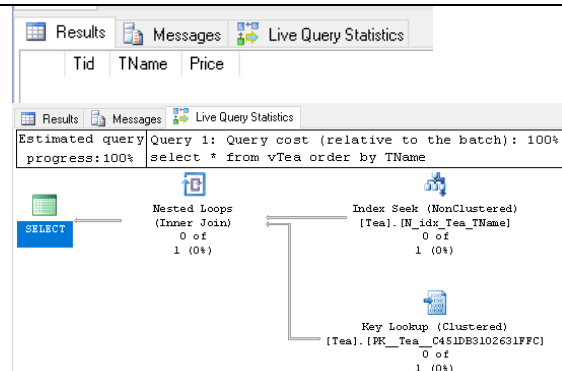 Results Messages Live Query Statistics
Tid TName Price
Results Messages Live Query Statistics
Estimated query Query 1: Query cost (relative to the batch): 100%
progress:100% select * from vTea order by TName
SELECT
Nested Loops
(Inner Join)
0 of
1 (0%)
Index Seek (NonClustered)
[Tea].[N_idx_Tea_TName]
0 of
1 (0%)
Key Lookup (Clustered)
[Tea].[PK__Tea__C451DB3102631FFC]
0 of
1 (0%)